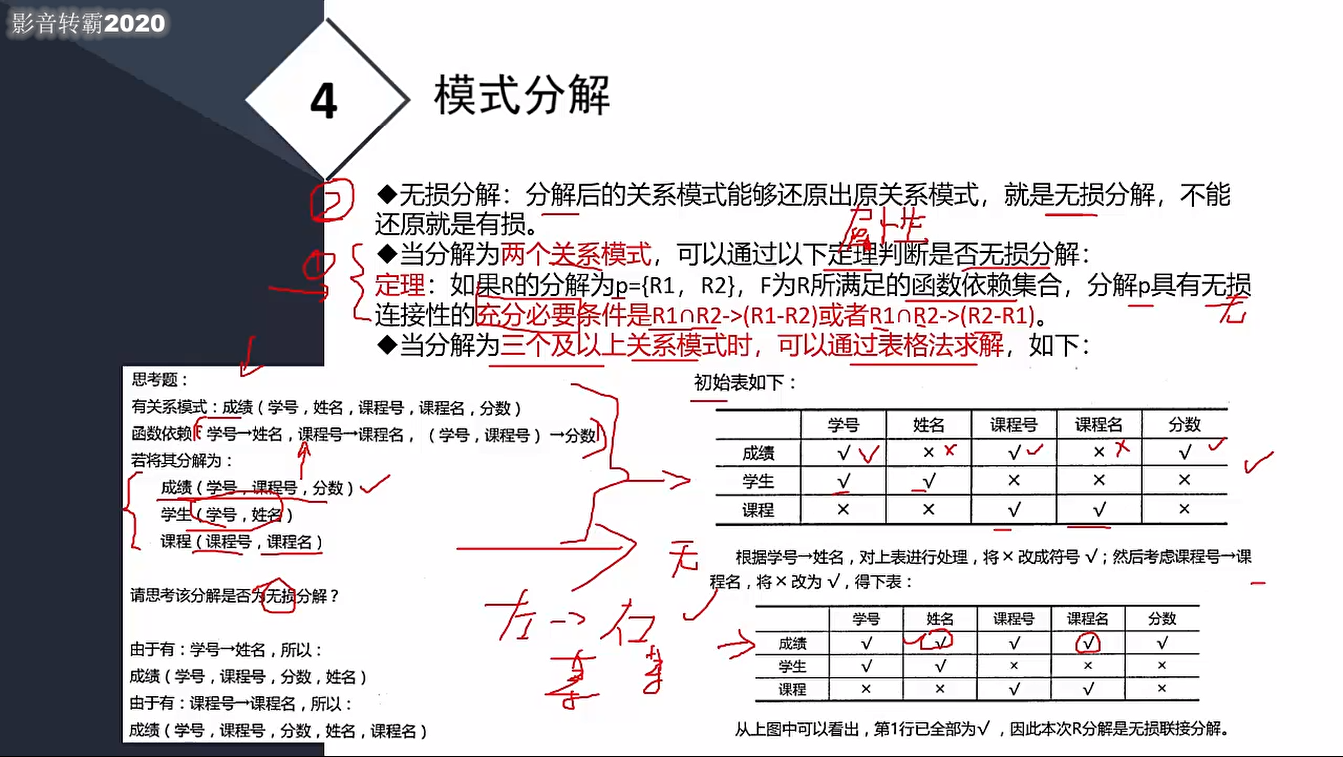 影音转霸2020
4
模式分解
◆无损分解：分解后的关系模式能够还原出原关系模式，就是无损分解，不能
还原就是有损。
属性
◆当分解为两个关系模式，可以通过以下定理判断是否无损分解：
定理：如果R的分解为p={R1，R2}，F为R所满足的函数依赖集合，分解p具有无损
连接性的充分必要条件是R1∩R2->(R1-R2)或者R1∩R2->(R2-R1)。
无
◆当分解为三个及以上关系模式时，可以通过表格法求解，如下：
思考题：
有关系模式：成绩（学号，姓名，课程号，课程名，分数）
函数依赖：学号→姓名，课程号→课程名，（学号，课程号）→分数
若将其分解为：
成绩（学号，课程号，分数）
学生（学号，姓名）
课程（课程号，课程名）
请思考该分解是否为无损分解？
由于有：学号→姓名，所以：
成绩（学号，课程号，分数，姓名）
由于有：课程号→课程名，所以：
成绩（学号，课程号，分数，姓名，课程名）
无
左 -> 右
初始表如下：
学号 姓名 课程号 课程名 分数
成绩 √ × √ × √
学生 √ √ × × ×
课程 × × √ √ ×
根据学号→姓名，对上表进行处理，将×改成符号√；然后考虑课程号→课
程名，将×改为√，得下表：
学号 姓名 课程号 课程名 分数
成绩 √ √ √ √ √
学生 √ √ × × ×
课程 × × √ √ ×
从上图中可以看出，第1行已全部为√，因此本次R分解是无损联接分解。